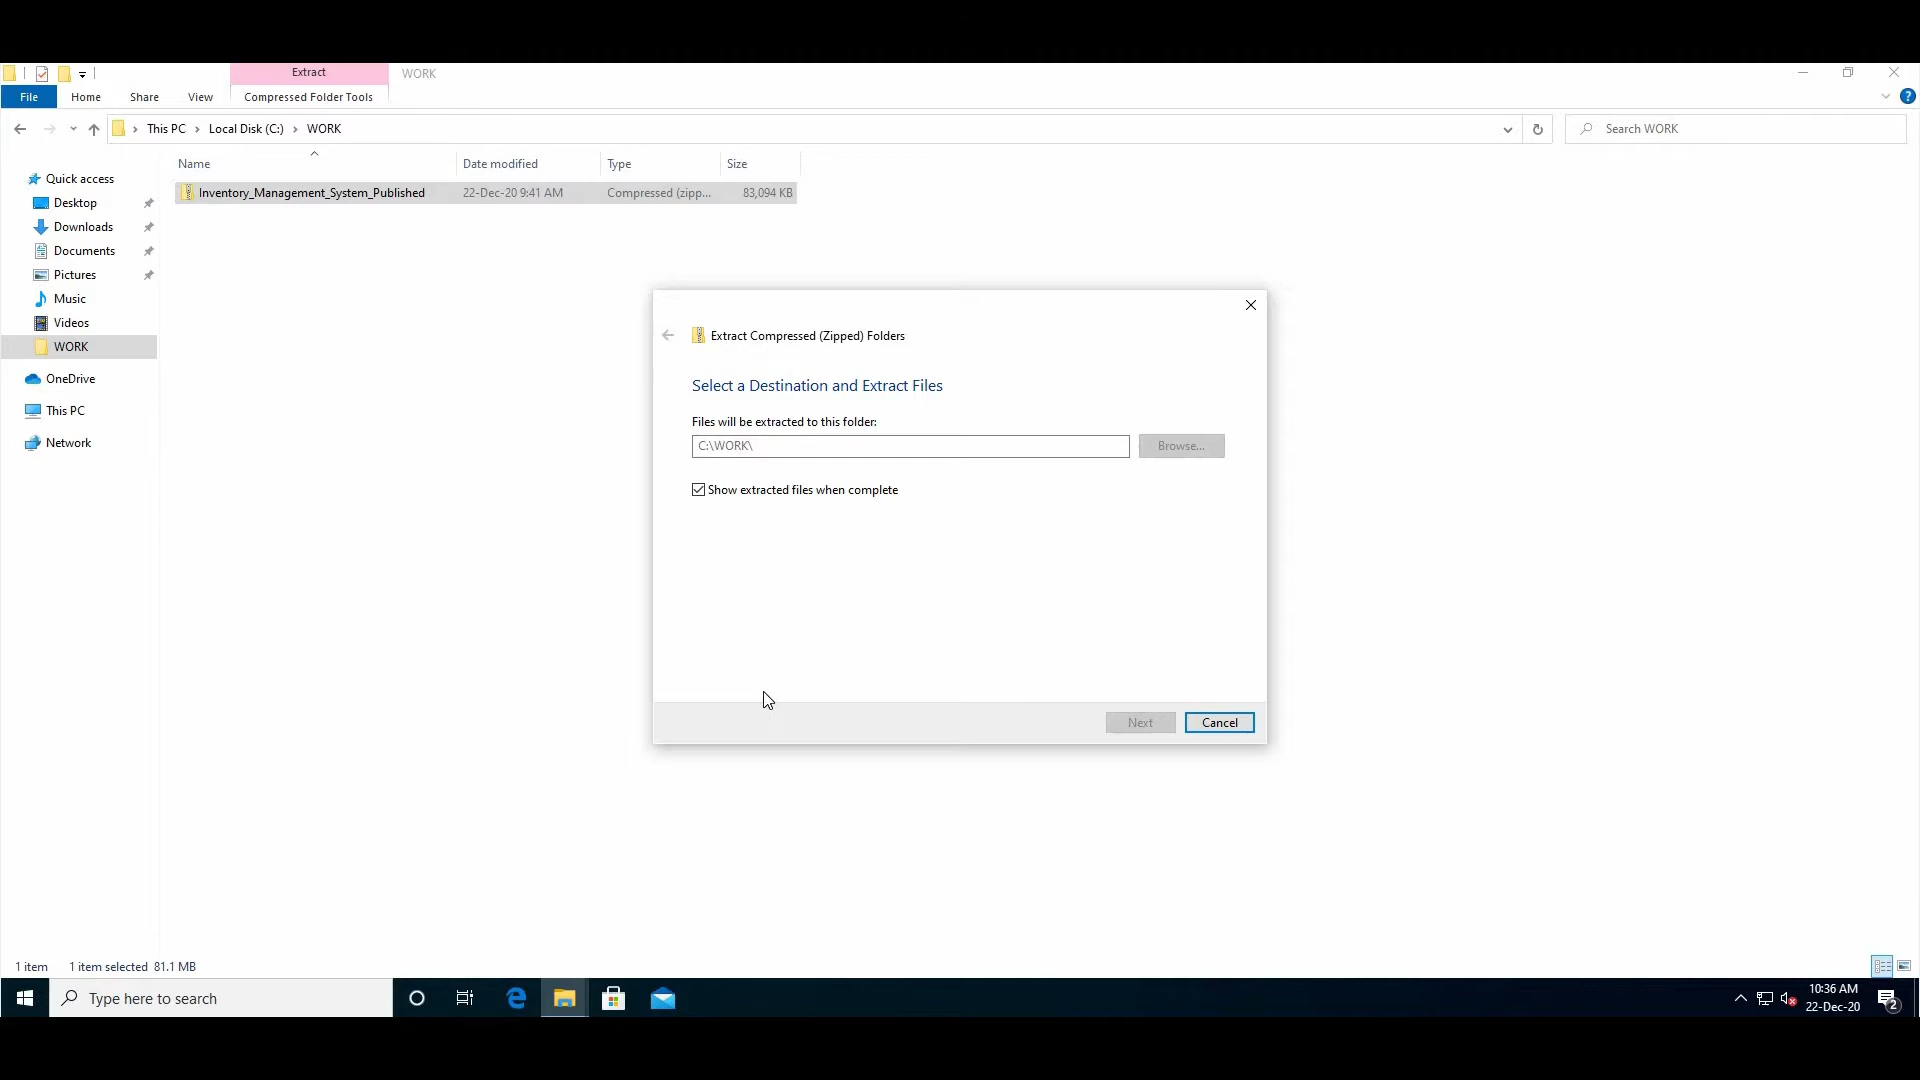 Extract
WORK
File
Home
Share
View
Compressed Folder Tools
This PC
Local Disk (C:)
WORK
Search WORK
Name
Date modified
Type
Size
Inventory_Management_System_Published
22-Dec-20 9:41 AM
Compressed (zipp...
83,094 KB
Quick access
Desktop
Downloads
Documents
Pictures
Music
Videos
WORK
OneDrive
This PC
Network
Extract Compressed (Zipped) Folders
Select a Destination and Extract Files
Files will be extracted to this folder:
C:\WORK\
Browse...
Show extracted files when complete
Next
Cancel
1 item
1 item selected 81.1 MB
Type here to search
10:36 AM
22-Dec-20
2